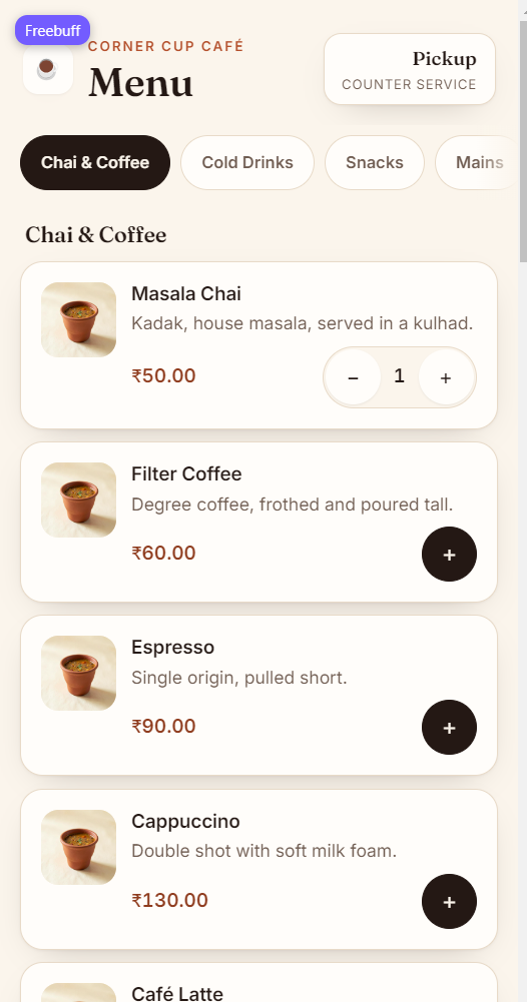 Freebuff
CORNER CUP CAFÉ
Menu
Pickup
COUNTER SERVICE
Chai & Coffee
Cold Drinks
Snacks
Mains
Chai & Coffee
Masala Chai
Kadak, house masala, served in a kulhad.
₹50.00
− 1 +
Filter Coffee
Degree coffee, frothed and poured tall.
₹60.00
+
Espresso
Single origin, pulled short.
₹90.00
+
Cappuccino
Double shot with soft milk foam.
₹130.00
+
Café Latte